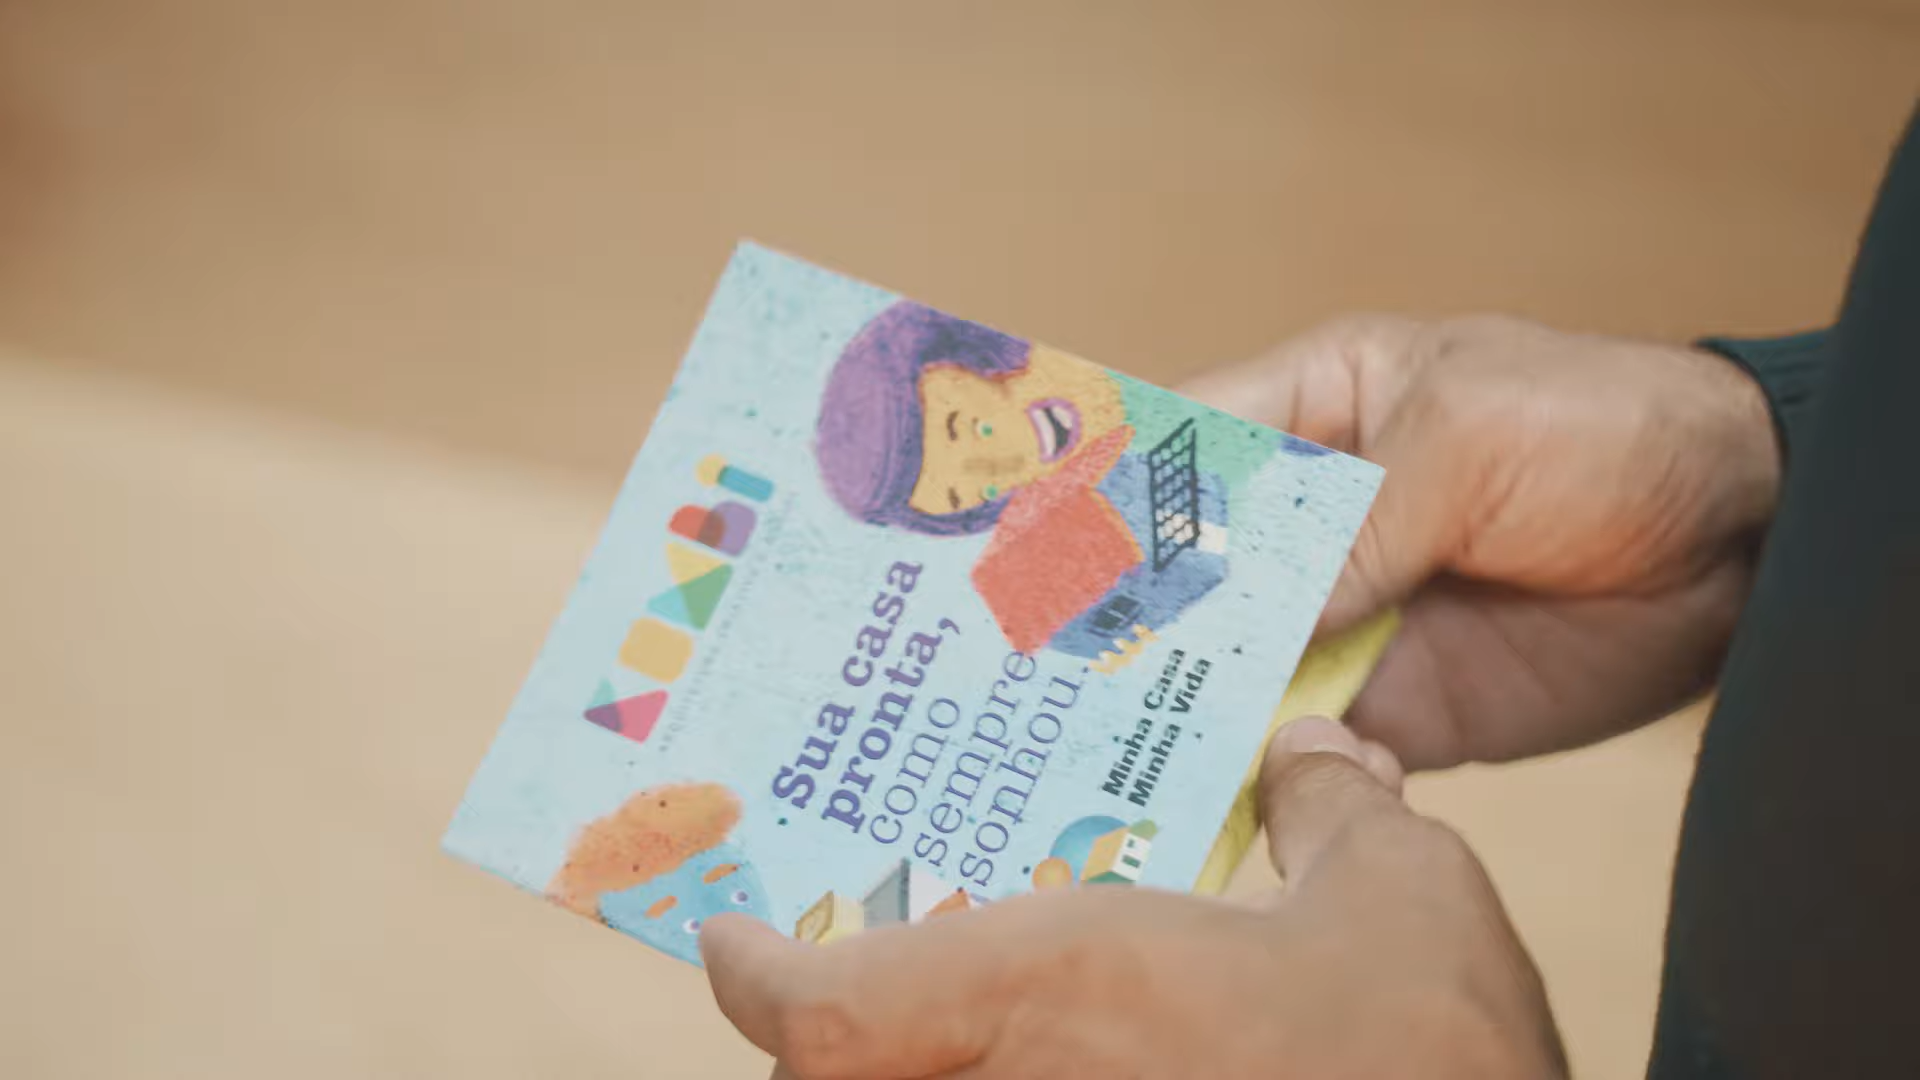 Sua casa
pronta,
como
sempre
sonhou.
Minha Casa
Minha Vida